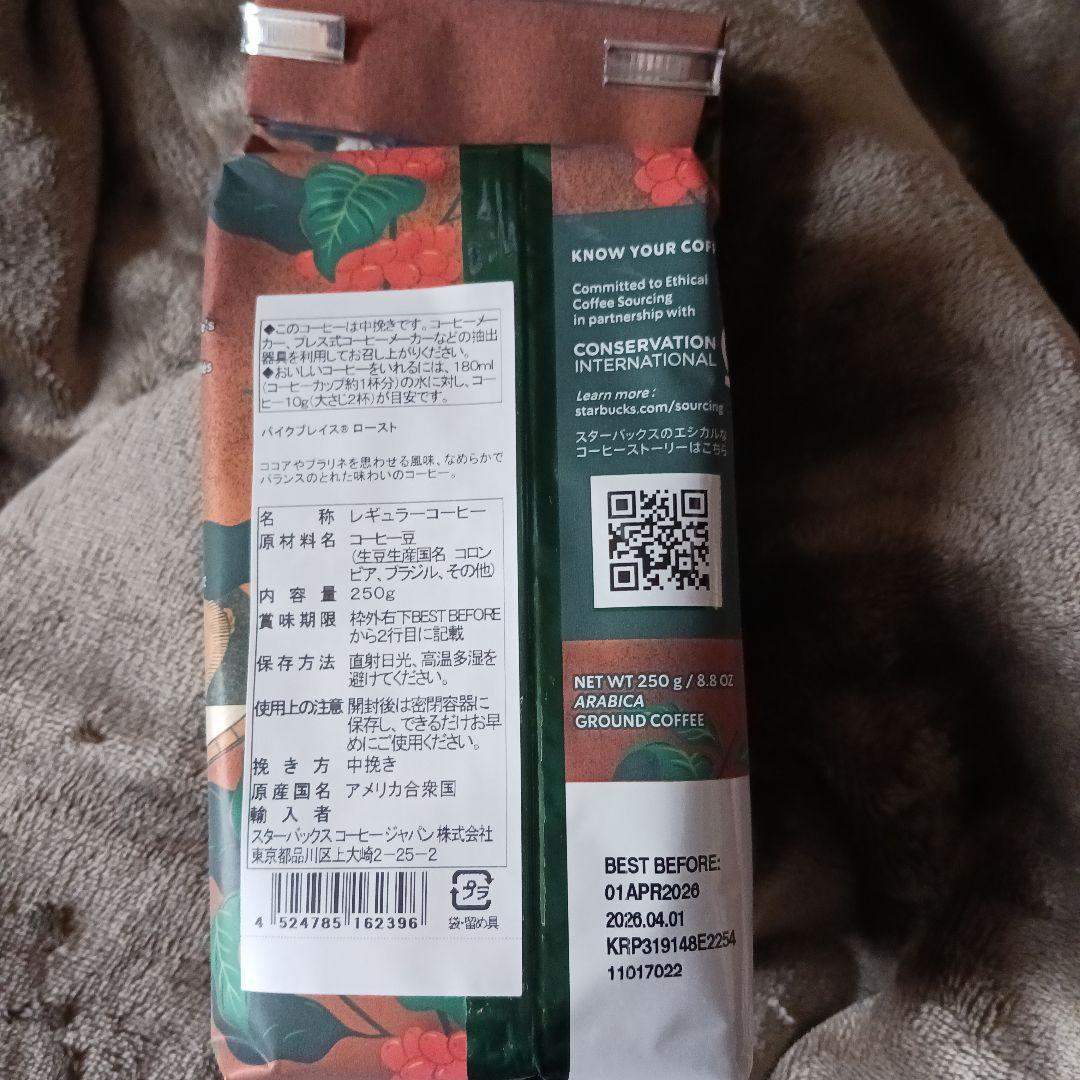 ◆このコーヒーは中挽きです。コーヒーメー
カー、プレス式コーヒーメーカーなどの抽出
器具を利用してお召し上がりください。
◆おいしいコーヒーをいれるには、180ml
(コーヒーカップ約1杯分)の水に対し、コー
ヒー10g(大さじ2杯)が目安です。
パイクプレイス® ロースト
ココアやプラリネを思わせる風味、なめらかで
バランスのとれた味わいのコーヒー。
名称 レギュラーコーヒー
原材料名 コーヒー豆
(生豆生産国名 コロン
ビア、ブラジル、その他)
内容量 250g
賞味期限 枠外右下BEST BEFORE
から2行目に記載
保存方法 直射日光、高温多湿を
避けてください。
使用上の注意 開封後は密閉容器に
保存し、できるだけお早
めにご使用ください。
挽き方 中挽き
原産国名 アメリカ合衆国
輸入者
スターバックス コーヒー ジャパン 株式会社
東京都品川区上大崎2-25-2
4 524785 162396
プラ
袋・留め具
KNOW YOUR
Committed to Ethical
Coffee Sourcing
in partnership with
CONSERVATION
INTERNATIONAL
Learn more:
starbucks.com/sourcing
スターバックスのエシカルな
コーヒーストーリーはこちら
NET WT 250 g / 8.8 OZ
ARABICA
GROUND COFFEE
BEST BEFORE:
01APR2026
2026.04.01
KRP319148E2254
11017022